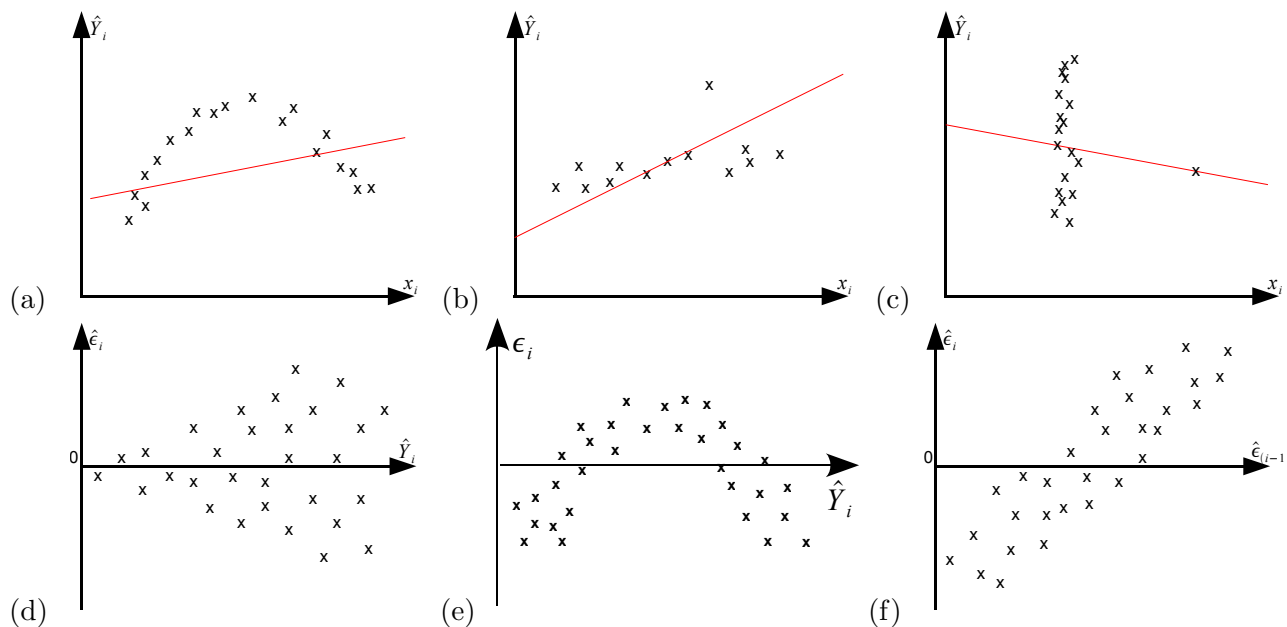 Ŷᵢ
Ŷᵢ
Ŷᵢ
(a) xᵢ
(b) xᵢ
(c) xᵢ
ε̂ᵢ
ϵᵢ
ε̂ᵢ
0 Ŷᵢ
Ŷᵢ
0 ε̂₍ᵢ₋₁
(d)
(e)
(f)